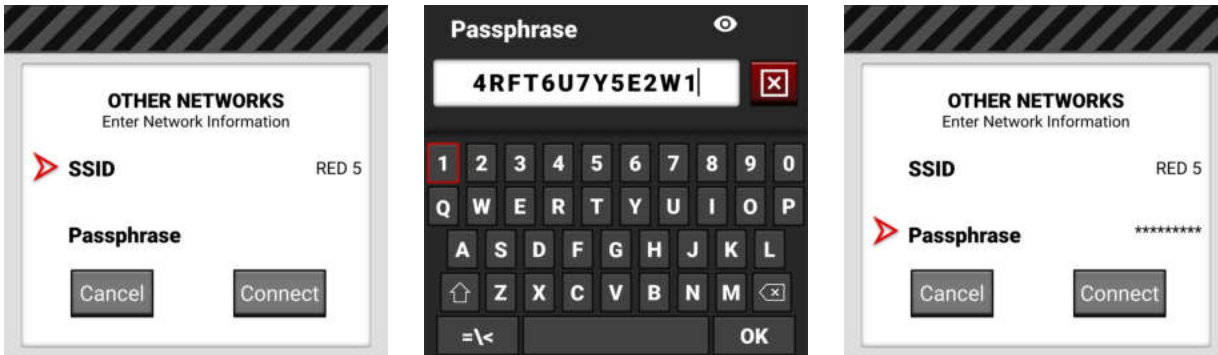 OTHER NETWORKS
Enter Network Information
SSID RED 5
Passphrase
Cancel Connect
Passphrase
4RFT6U7Y5E2W1
1 2 3 4 5 6 7 8 9 0
Q W E R T Y U I O P
A S D F G H J K L
Z X C V B N M
=\< OK
OTHER NETWORKS
Enter Network Information
SSID RED 5
Passphrase *********
Cancel Connect